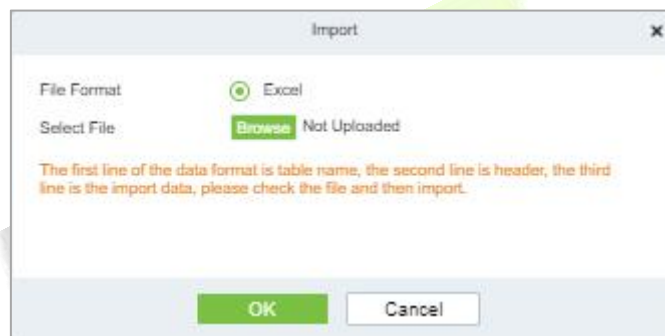 Import
File Format Excel
Select File Browse Not Uploaded
The first line of the data format is table name, the second line is header, the third
line is the import data, please check the file and then import.
OK Cancel